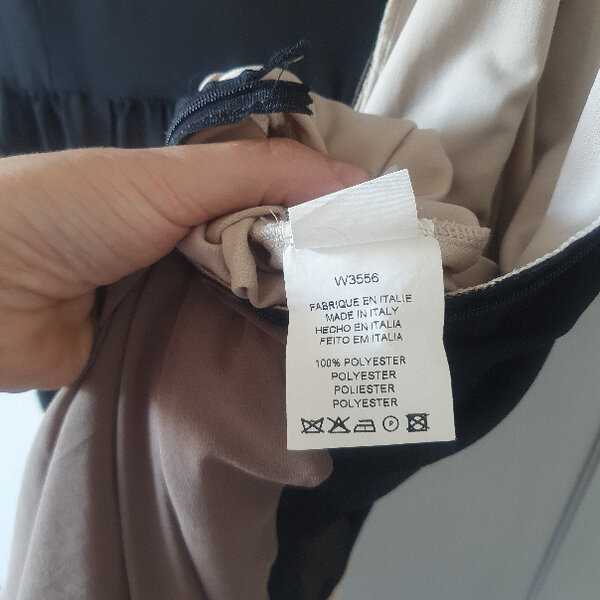 W3556
FABRIQUE EN ITALIE
MADE IN ITALY
HECHO EN ITALIA
FEITO EM ITALIA
100% POLYESTER
POLYESTER
POLIESTER
POLYESTER
P